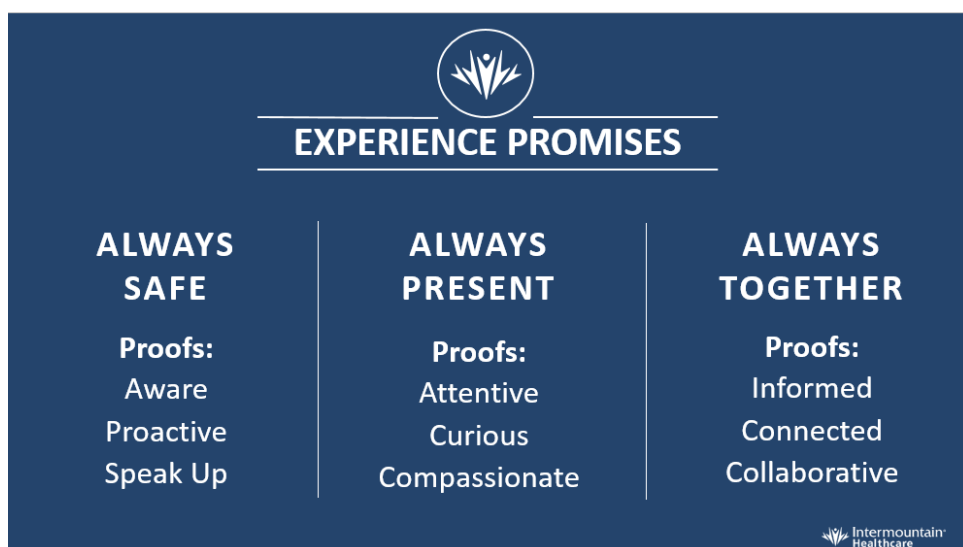 EXPERIENCE PROMISES
ALWAYS
SAFE
Proofs:
Aware
Proactive
Speak Up
ALWAYS
PRESENT
Proofs:
Attentive
Curious
Compassionate
ALWAYS
TOGETHER
Proofs:
Informed
Connected
Collaborative
Intermountain
Healthcare